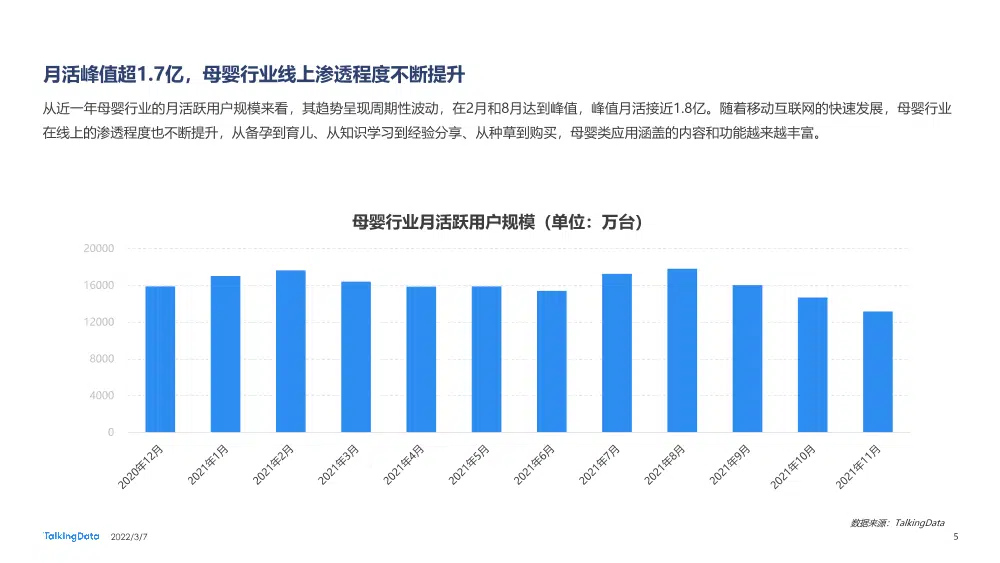 月活峰值超1.7亿，母婴行业线上渗透程度不断提升
从近一年母婴行业的月活跃用户规模来看，其趋势呈现周期性波动，在2月和8月达到峰值，峰值月活接近1.8亿。随着移动互联网的快速发展，母婴行业
在线上的渗透程度也不断提升，从备孕到育儿、从知识学习到经验分享、从种草到购买，母婴类应用涵盖的内容和功能越来越丰富。
母婴行业月活跃用户规模（单位：万台）
20000
16000
12000
8000
4000
0
2020年12月
2021年1月
2021年2月
2021年3月
2021年4月
2021年5月
2021年6月
2021年7月
2021年8月
2021年9月
2021年10月
2021年11月
数据来源：TalkingData
TalkingData 2022/3/7
5